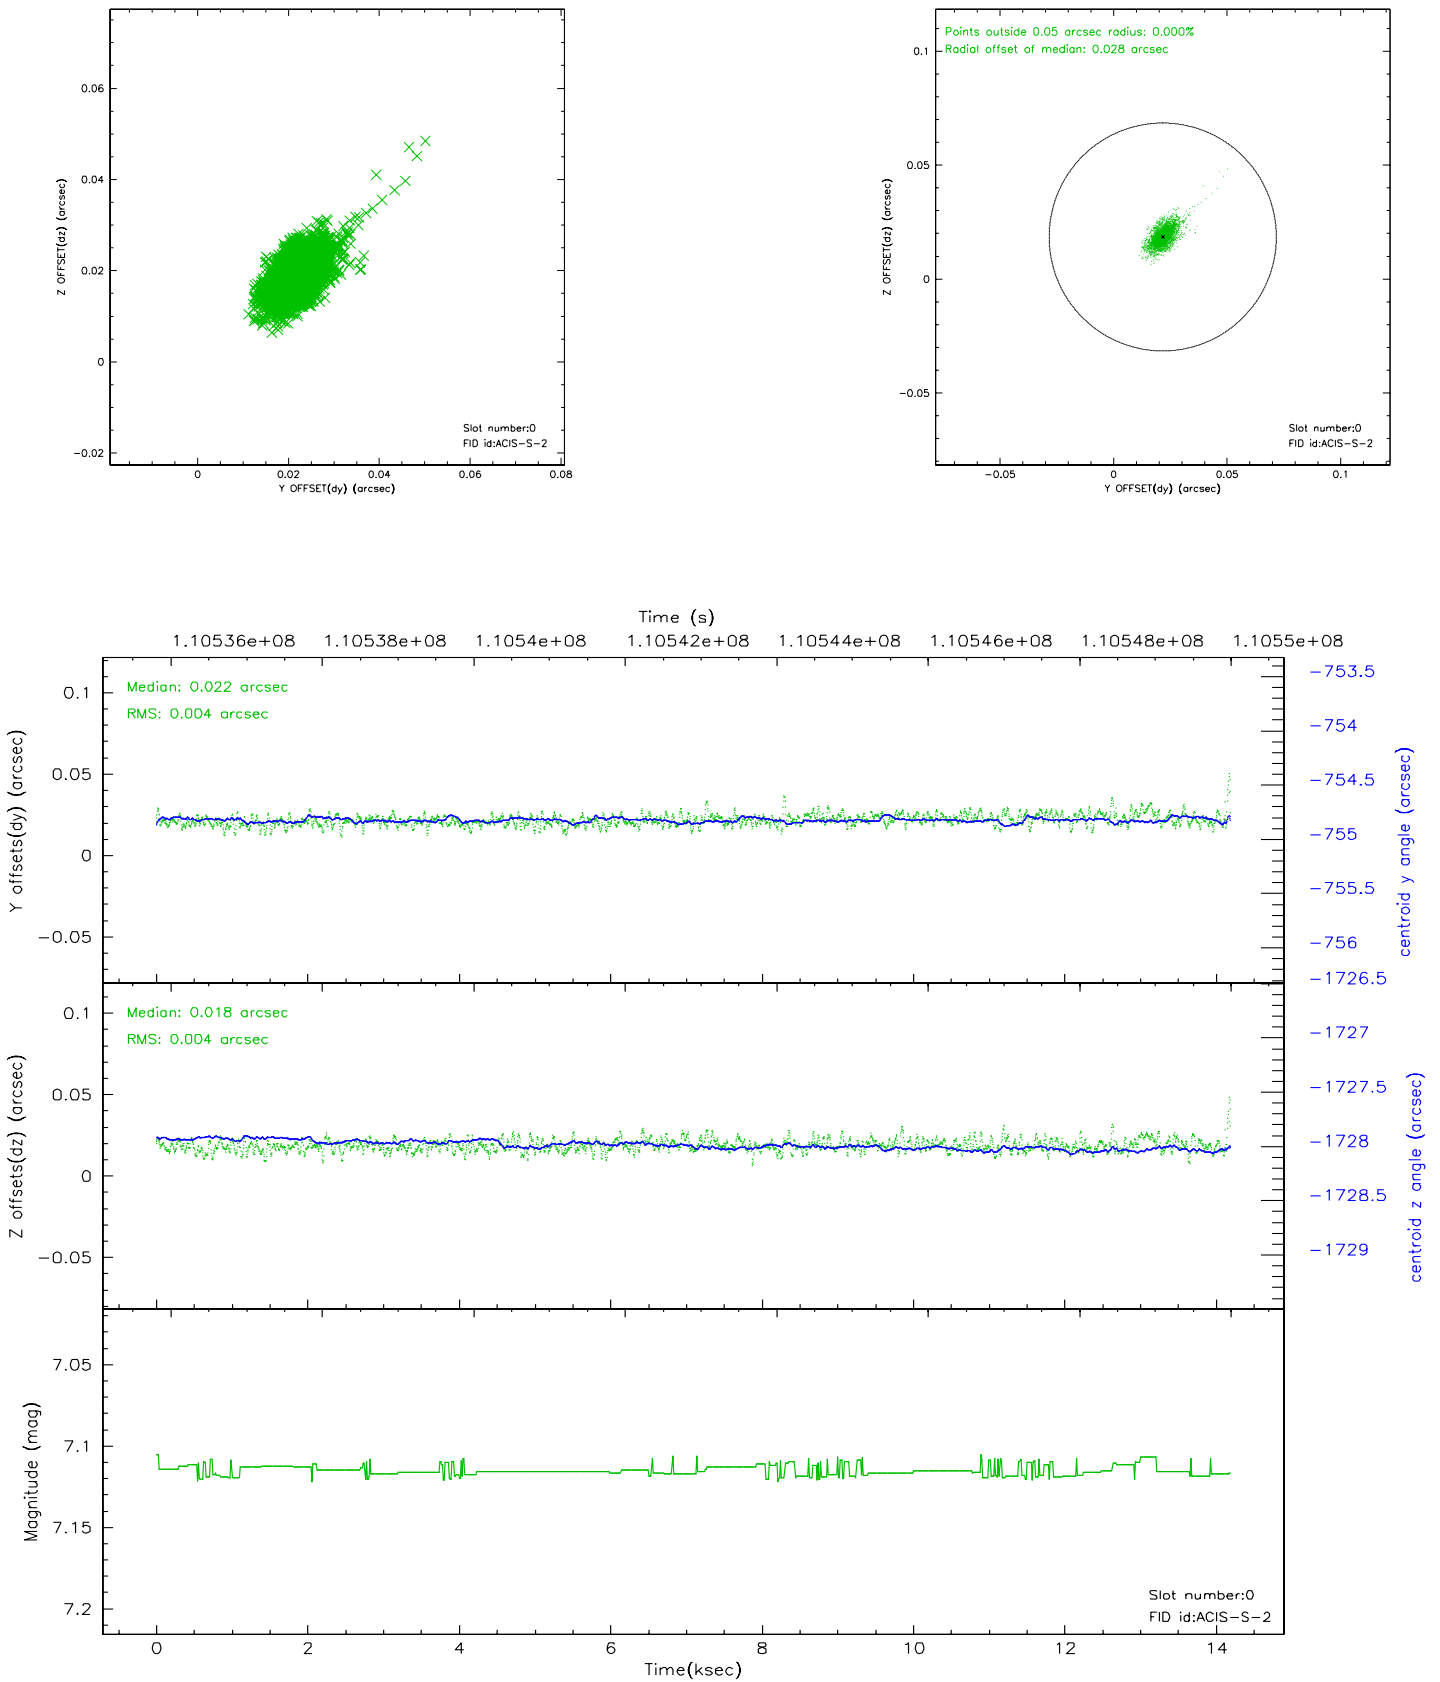 0.06
0.04
0.02
0
−0.02
Z OFFSET(dz) (arcsec)
Slot number:0
FID id:ACIS−S−2
0 0.02 0.04 0.06 0.08
Y OFFSET(dy) (arcsec)
Points outside 0.05 arcsec radius: 0.000%
Radial offset of median: 0.028 arcsec
0.1
0.05
0
−0.05
Z OFFSET(dz) (arcsec)
Slot number:0
FID id:ACIS−S−2
−0.05 0 0.05 0.1
Y OFFSET(dy) (arcsec)
Time (s)
1.10536e+08 1.10538e+08 1.1054e+08 1.10542e+08 1.10544e+08 1.10546e+08 1.10548e+08 1.1055e+08
Median: 0.022 arcsec
RMS: 0.004 arcsec
0.1
0.05
0
−0.05
Y offsets(dy) (arcsec)
−753.5
−754
−754.5
−755
−755.5
−756
centroid y angle (arcsec)
−1726.5
Median: 0.018 arcsec
RMS: 0.004 arcsec
0.1
0.05
0
−0.05
Z offsets(dz) (arcsec)
−1727
−1727.5
−1728
−1728.5
−1729
centroid z angle (arcsec)
7.05
7.1
7.15
7.2
Magnitude (mag)
Slot number:0
FID id:ACIS−S−2
0 2 4 6 8 10 12 14
Time(ksec)